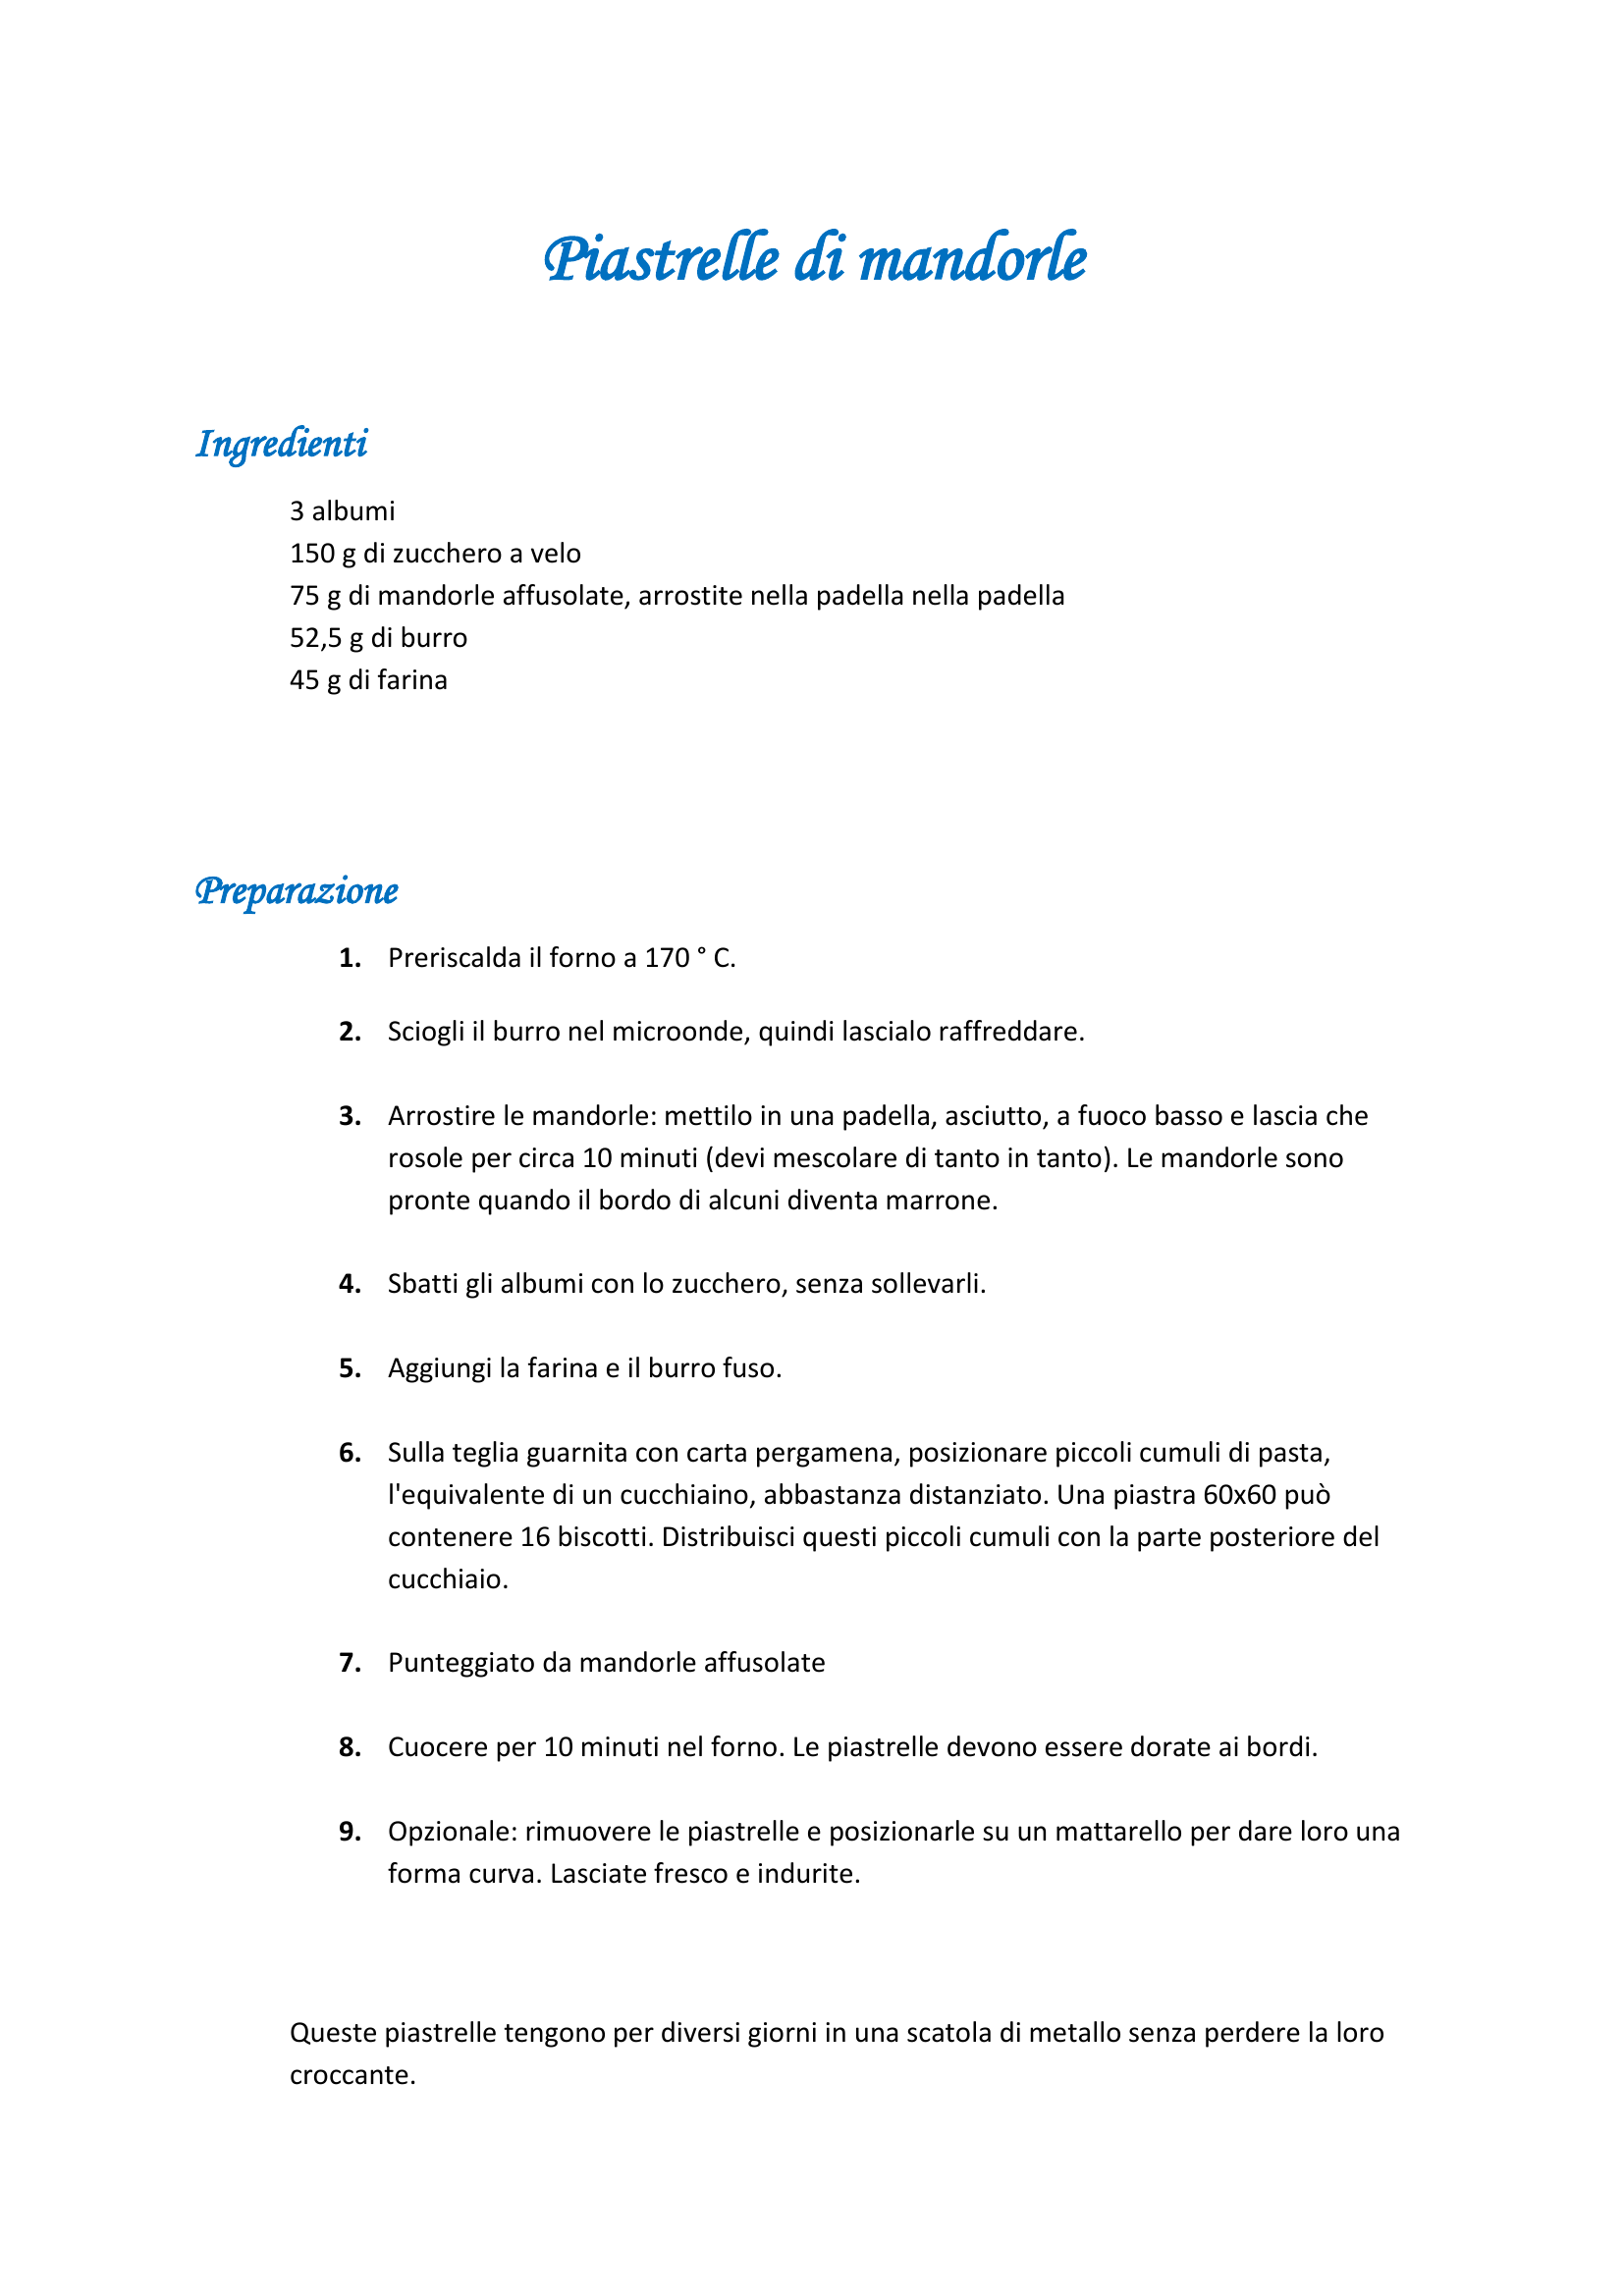 Piastrelle di mandorle
Ingredienti
3 albumi
150 g di zucchero a velo
75 g di mandorle affusolate, arrostite nella padella nella padella
52,5 g di burro
45 g di farina
Preparazione
1. Preriscalda il forno a 170 ° C.
2. Sciogli il burro nel microonde, quindi lascialo raffreddare.
3. Arrostire le mandorle: mettilo in una padella, asciutto, a fuoco basso e lascia che
rosole per circa 10 minuti (devi mescolare di tanto in tanto). Le mandorle sono
pronte quando il bordo di alcuni diventa marrone.
4. Sbatti gli albumi con lo zucchero, senza sollevarli.
5. Aggiungi la farina e il burro fuso.
6. Sulla teglia guarnita con carta pergamena, posizionare piccoli cumuli di pasta,
l'equivalente di un cucchiaino, abbastanza distanziato. Una piastra 60x60 può
contenere 16 biscotti. Distribuisci questi piccoli cumuli con la parte posteriore del
cucchiaio.
7. Punteggiato da mandorle affusolate
8. Cuocere per 10 minuti nel forno. Le piastrelle devono essere dorate ai bordi.
9. Opzionale: rimuovere le piastrelle e posizionarle su un mattarello per dare loro una
forma curva. Lasciate fresco e indurite.
Queste piastrelle tengono per diversi giorni in una scatola di metallo senza perdere la loro
croccante.